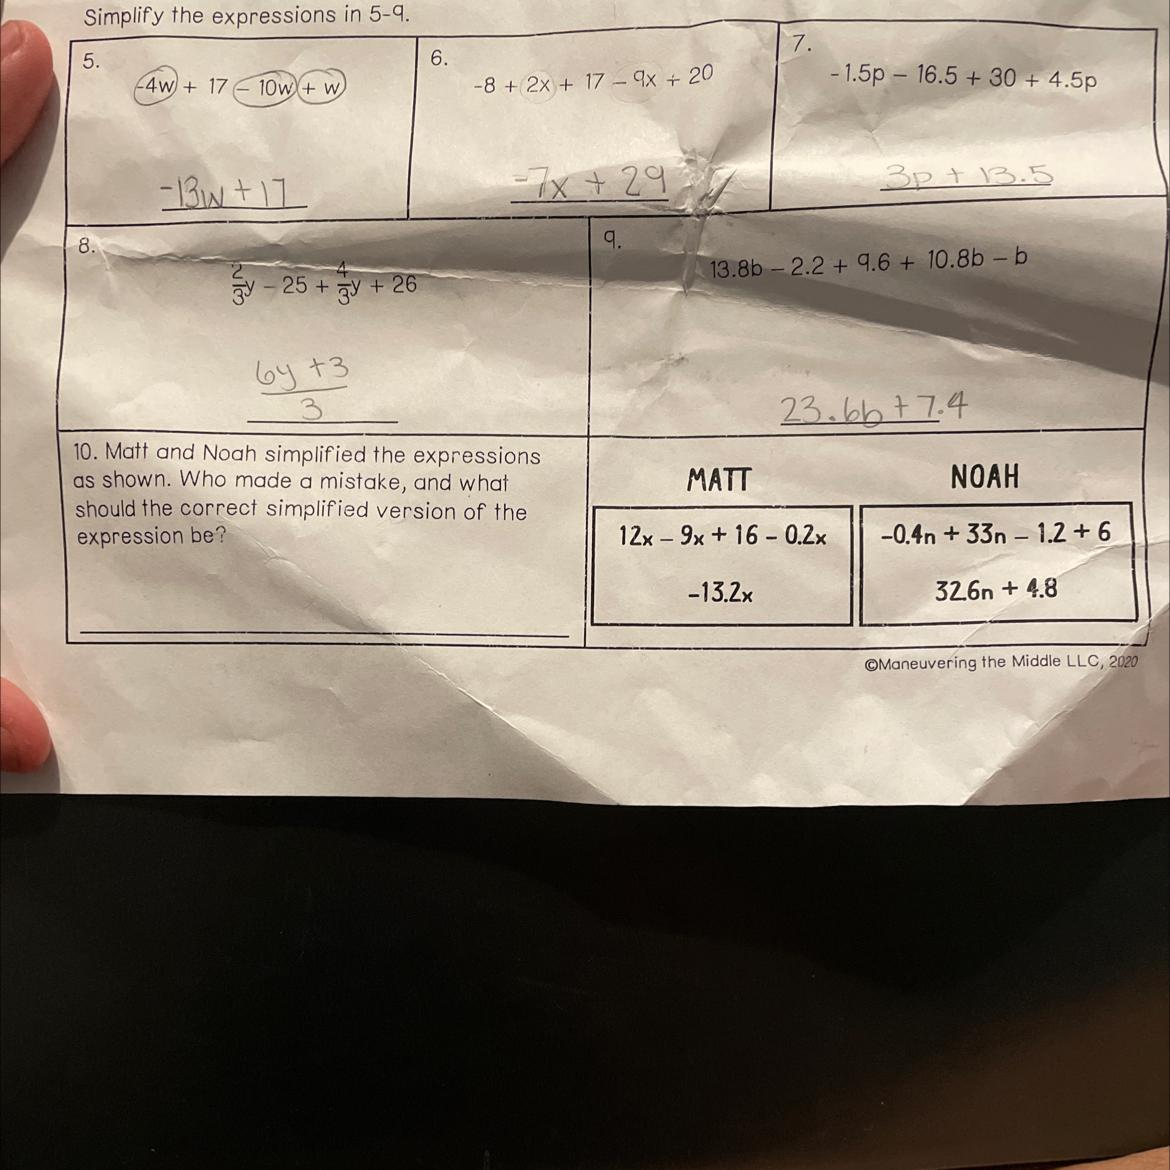 Simplify the expressions in 5-9.
5.
-4w + 17 - 10w + w
-13w + 17
6.
-8 + 2x + 17 - 9x + 20
-7x + 29
7.
-1.5p - 16.5 + 30 + 4.5p
3p + 13.5
8.
2/3y - 25 + 4/3y + 26
6y + 3
3
9.
13.8b - 2.2 + 9.6 + 10.8b - b
23.6b + 7.4
10. Matt and Noah simplified the expressions
as shown. Who made a mistake, and what
should the correct simplified version of the
expression be?
MATT
12x - 9x + 16 - 0.2x
-13.2x
NOAH
-0.4n + 33n - 1.2 + 6
32.6n + 4.8
©Maneuvering the Middle LLC, 2020